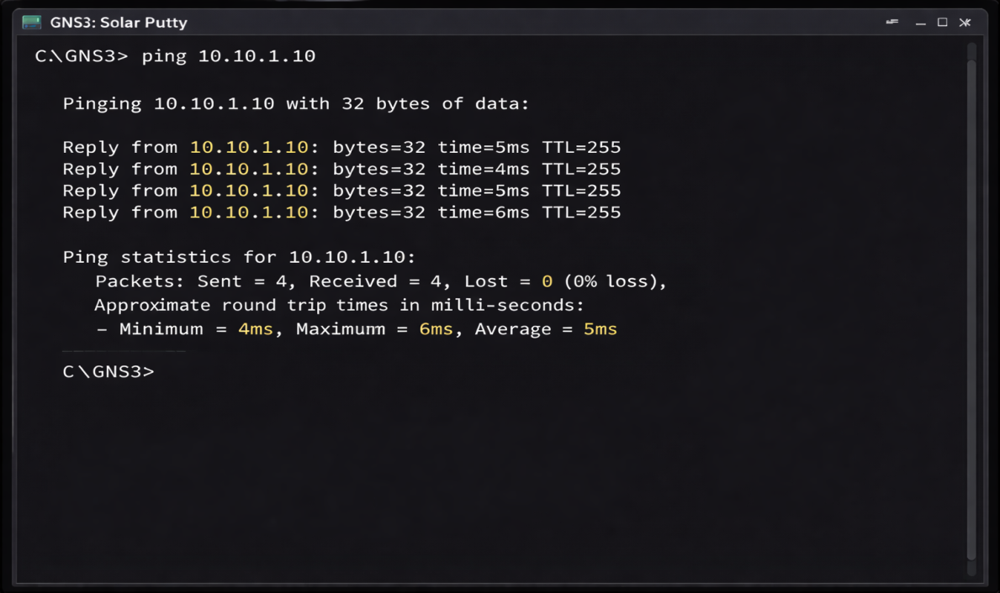 GNS3: Solar Putty
C:\GNS3> ping 10.10.1.10
Pinging 10.10.1.10 with 32 bytes of data:
Reply from 10.10.1.10: bytes=32 time=5ms TTL=255
Reply from 10.10.1.10: bytes=32 time=4ms TTL=255
Reply from 10.10.1.10: bytes=32 time=5ms TTL=255
Reply from 10.10.1.10: bytes=32 time=6ms TTL=255
Ping statistics for 10.10.1.10:
Packets: Sent = 4, Received = 4, Lost = 0 (0% loss),
Approximate round trip times in milli-seconds:
– Minimum = 4ms, Maximum = 6ms, Average = 5ms
C\GNS3>